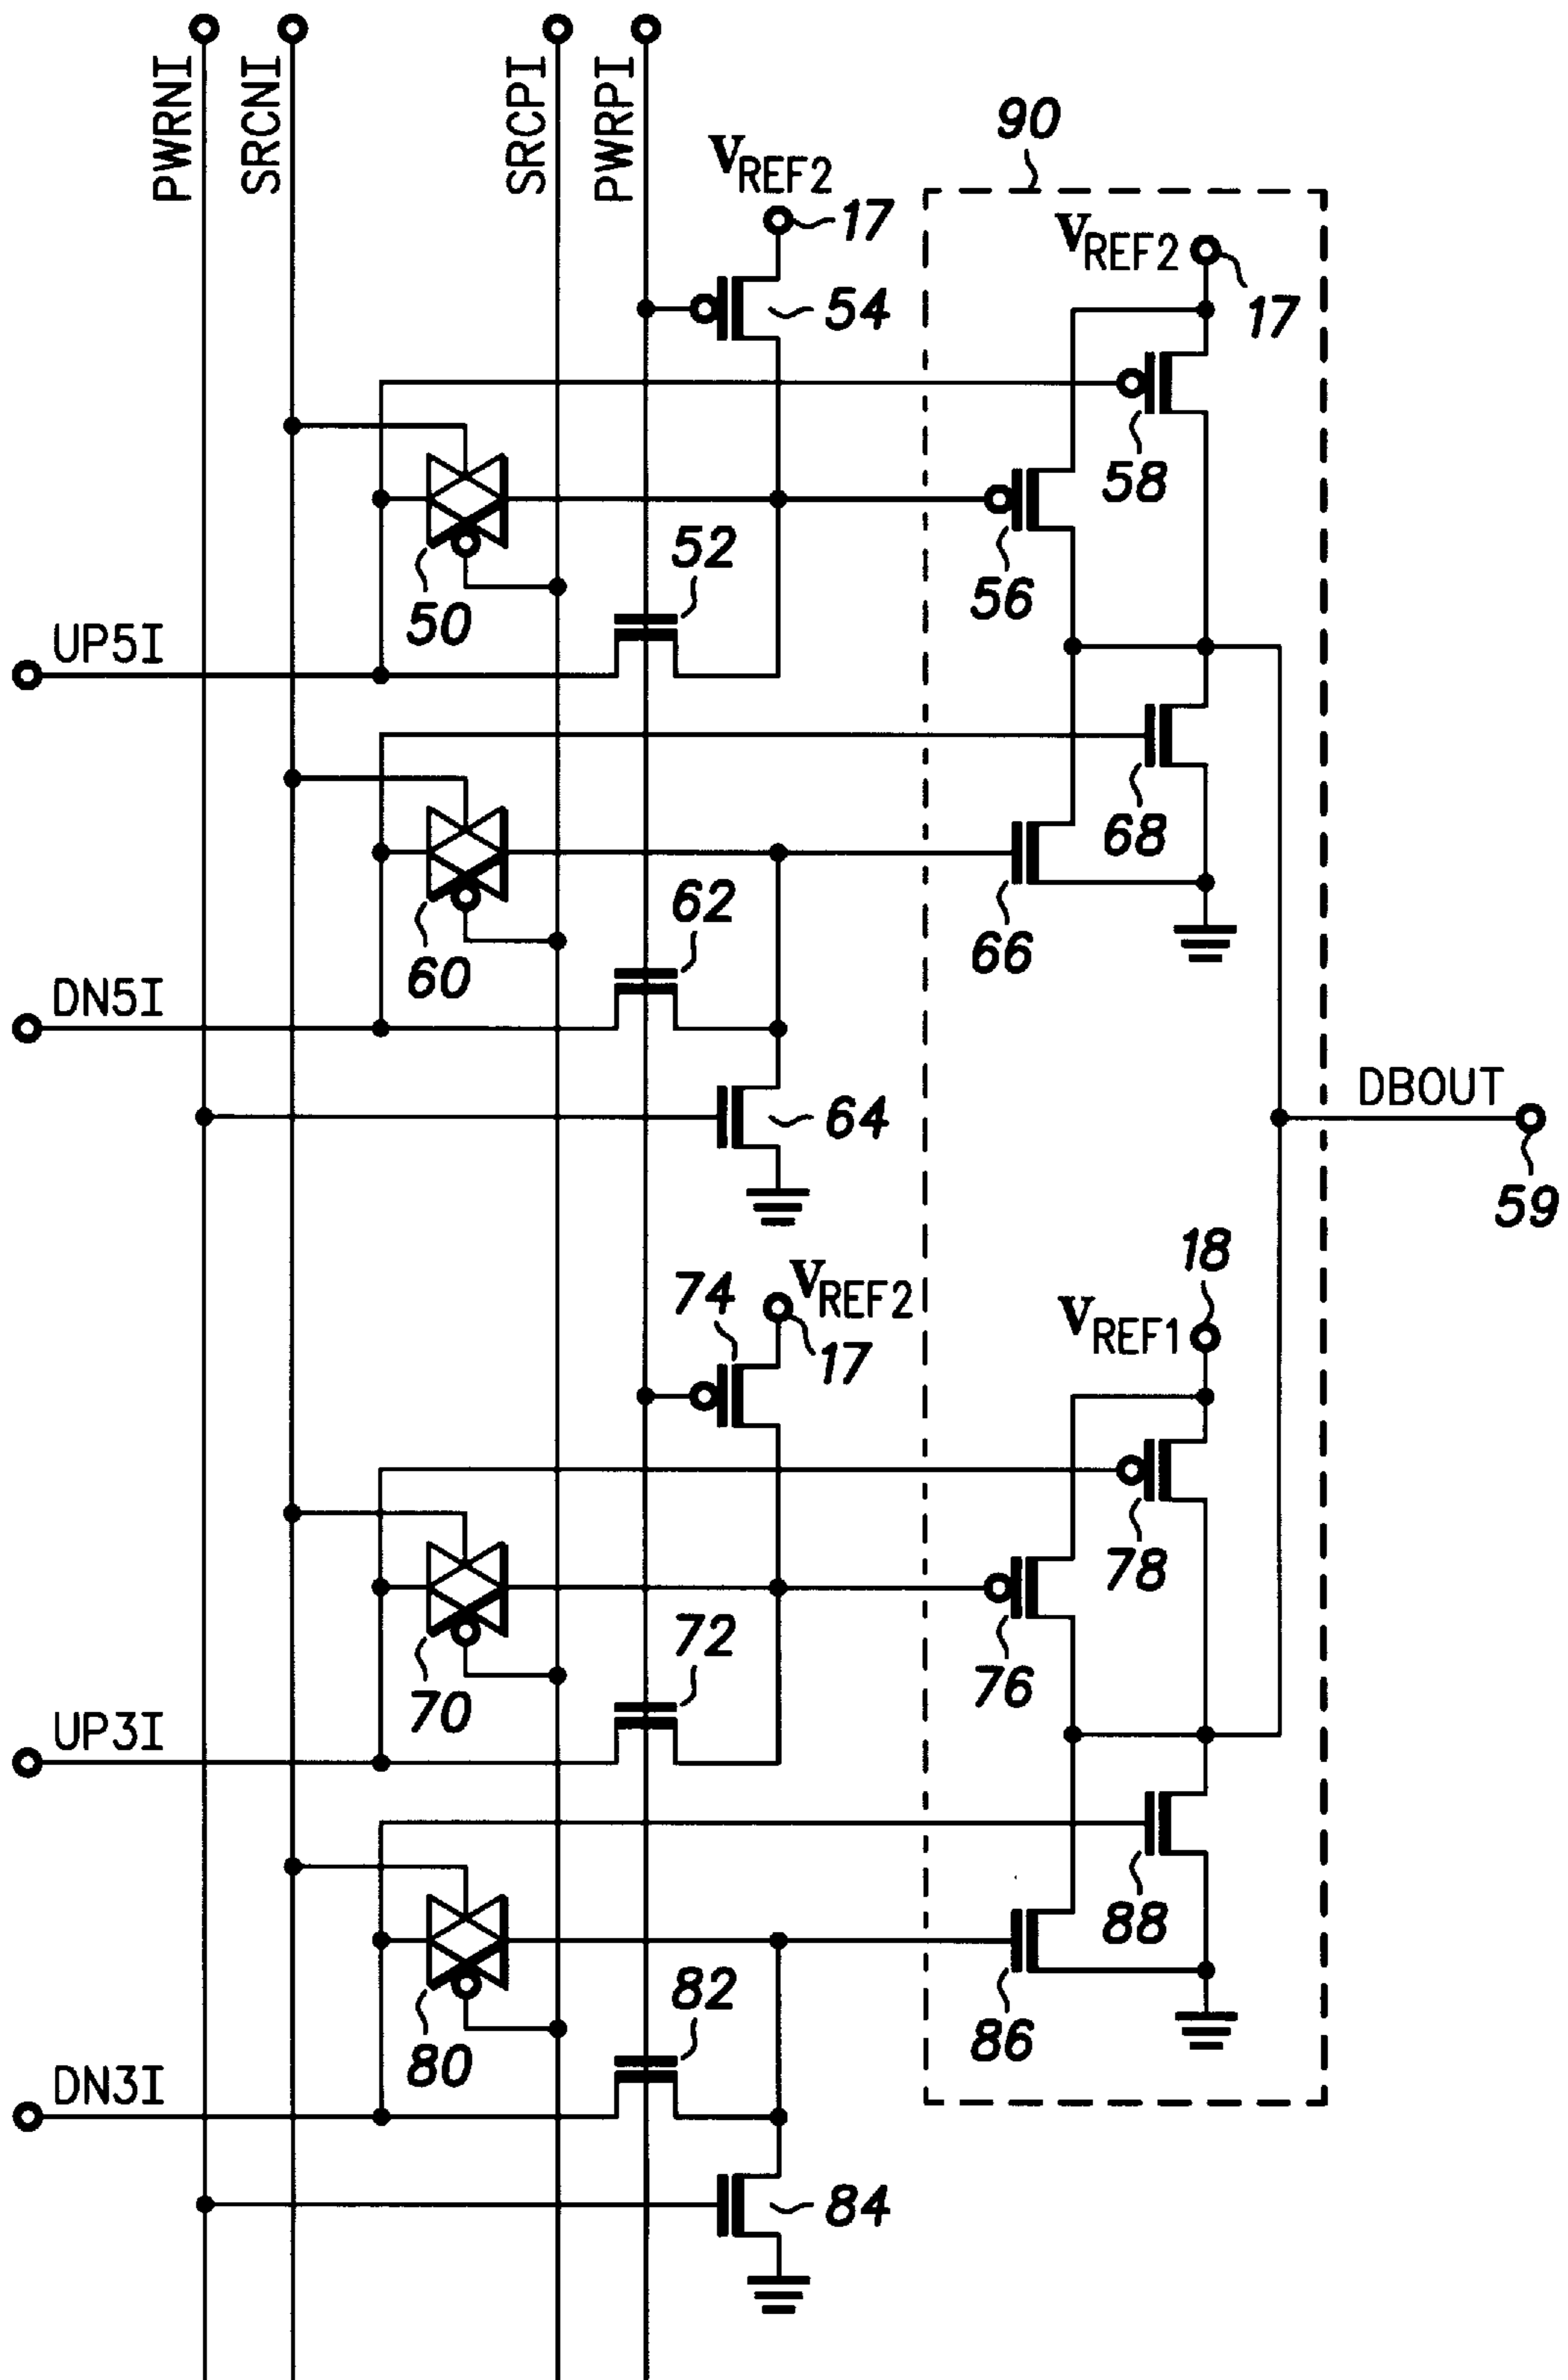 PWRNI
SRCNI
SRCPI
PWRPI
90
VREF2
17
VREF2
17
54
58
56
52
50
UP5I
68
66
62
60
DN5I
64
DBOUT
59
18
74
VREF2
17
VREF1
78
76
72
70
UP3I
88
86
82
80
DN3I
84